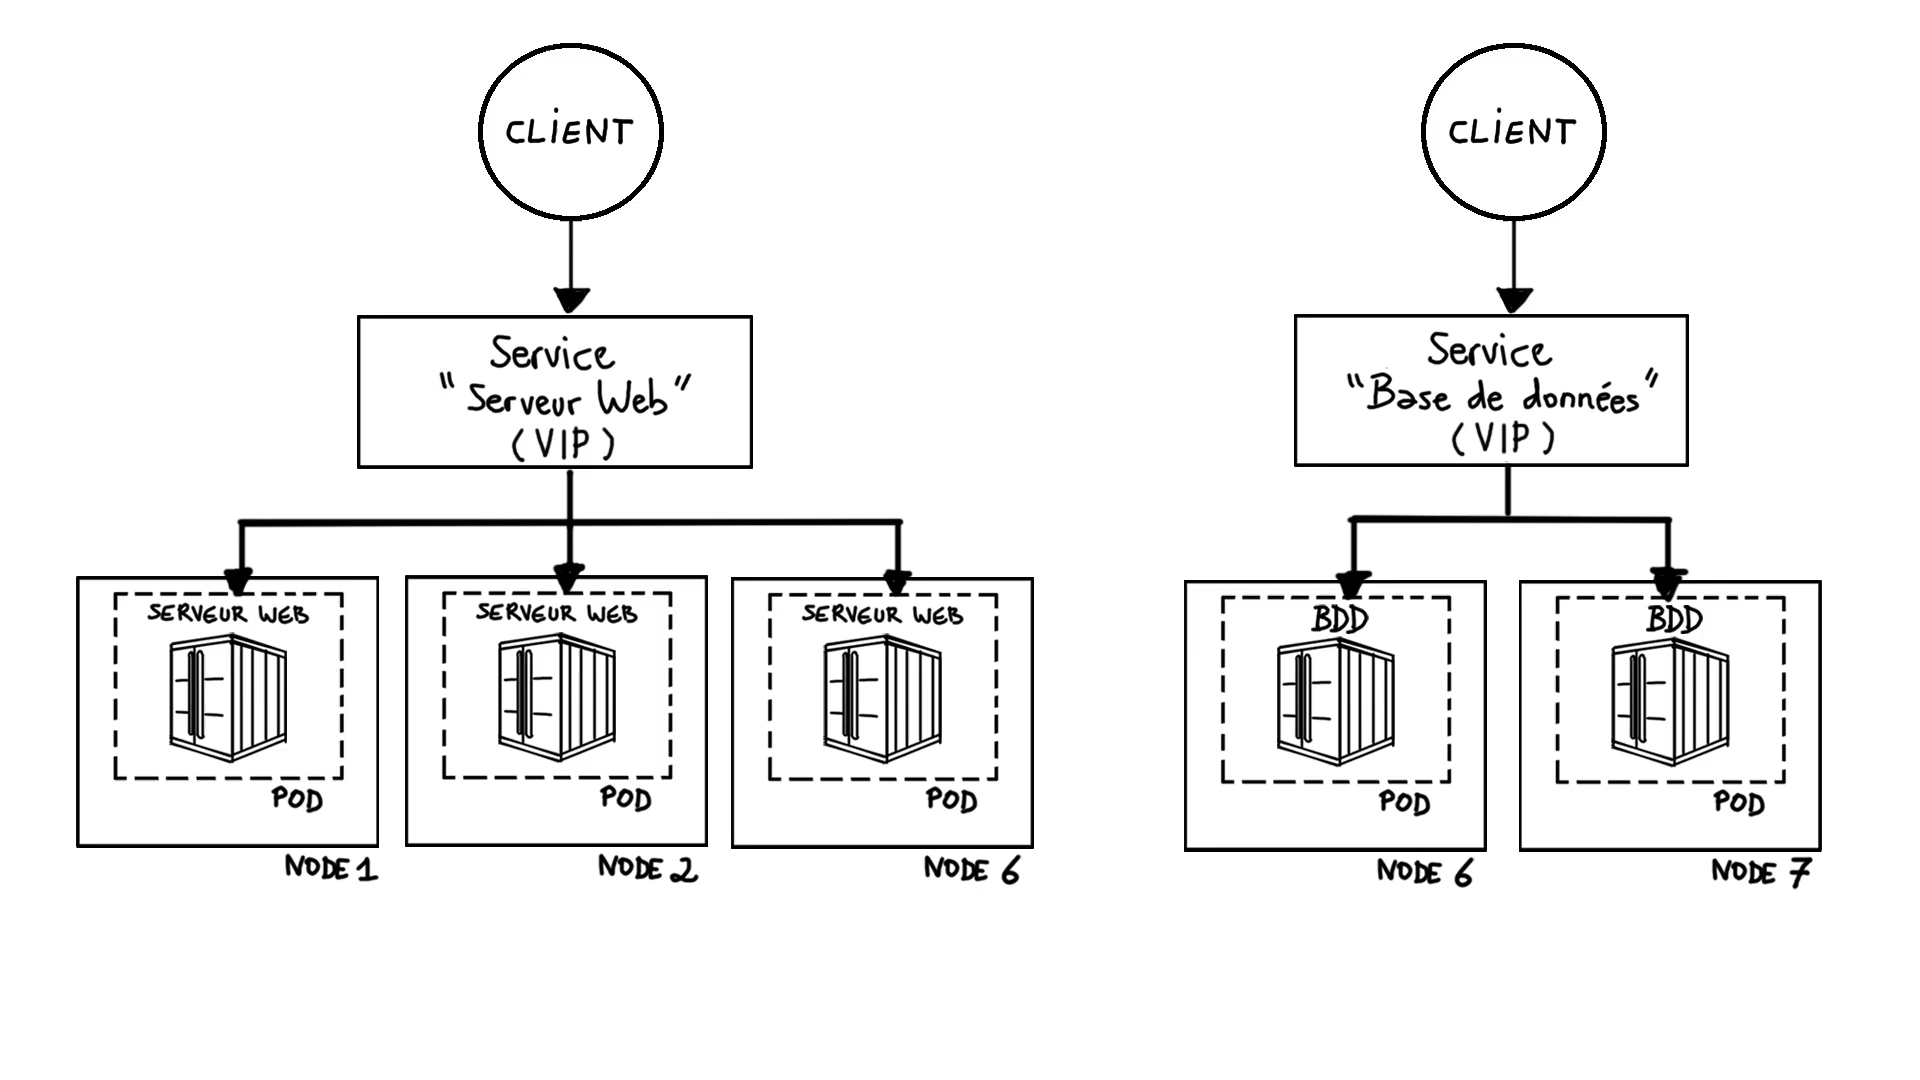 CLIENT
Service
"Serveur Web"
(VIP)
SERVEUR WEB
POD
NODE 1
SERVEUR WEB
POD
NODE 2
SERVEUR WEB
POD
NODE 6
CLIENT
Service
"Base de données"
(VIP)
BDD
POD
NODE 6
BDD
POD
NODE 7